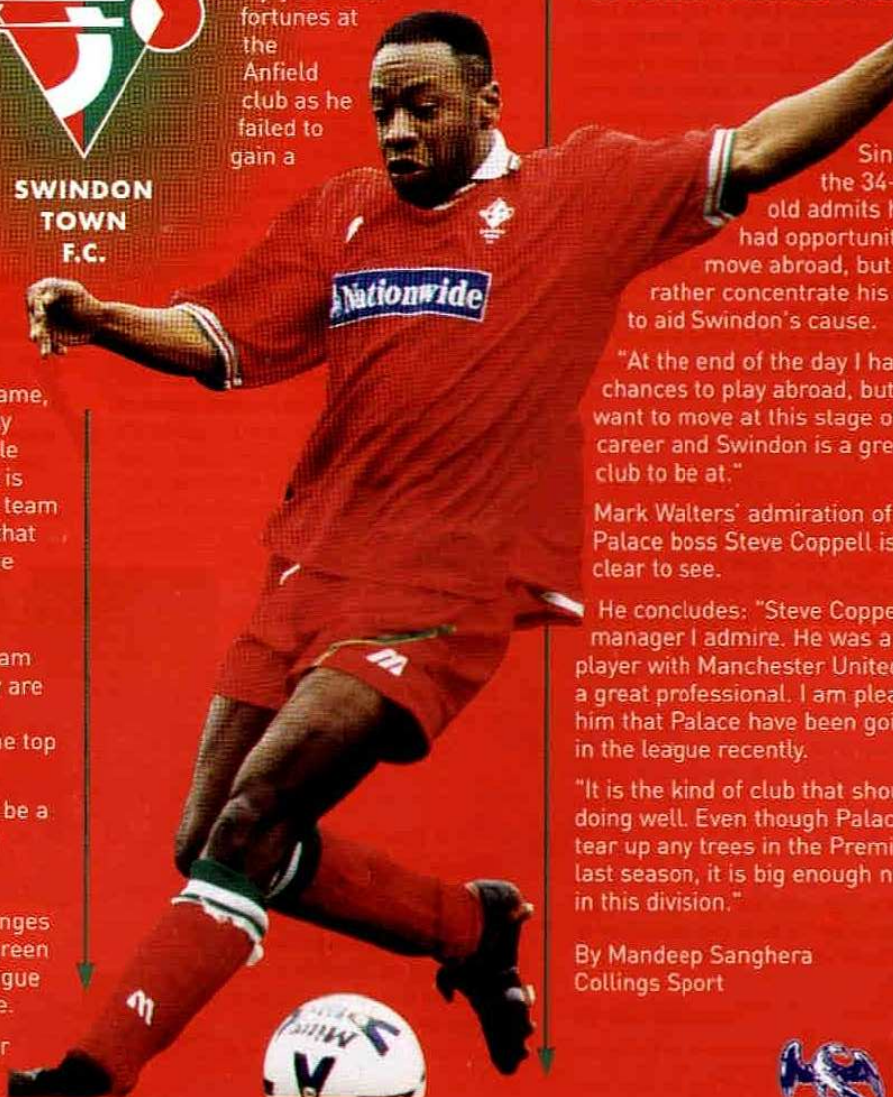 SWINDON
TOWN
F.C.
ame,
y
le
is
team
that
e
am
are
he top
be a
nges
reen
gue
e.
r
fortunes at
the
Anfield
club as he
failed to
gain a
Nationwide
Sin
the 34-
old admits
had opportunit
move abroad, but
rather concentrate his
to aid Swindon's cause.
"At the end of the day I ha
chances to play abroad, but
want to move at this stage o
career and Swindon is a gre
club to be at."
Mark Walters' admiration of
Palace boss Steve Coppell is
clear to see.
He concludes: "Steve Coppe
manager I admire. He was a
player with Manchester United
a great professional. I am plea
him that Palace have been go
in the league recently.
"It is the kind of club that shou
doing well. Even though Palac
tear up any trees in the Premi
last season, it is big enough n
in this division."
By Mandeep Sanghera
Collings Sport
Mitre